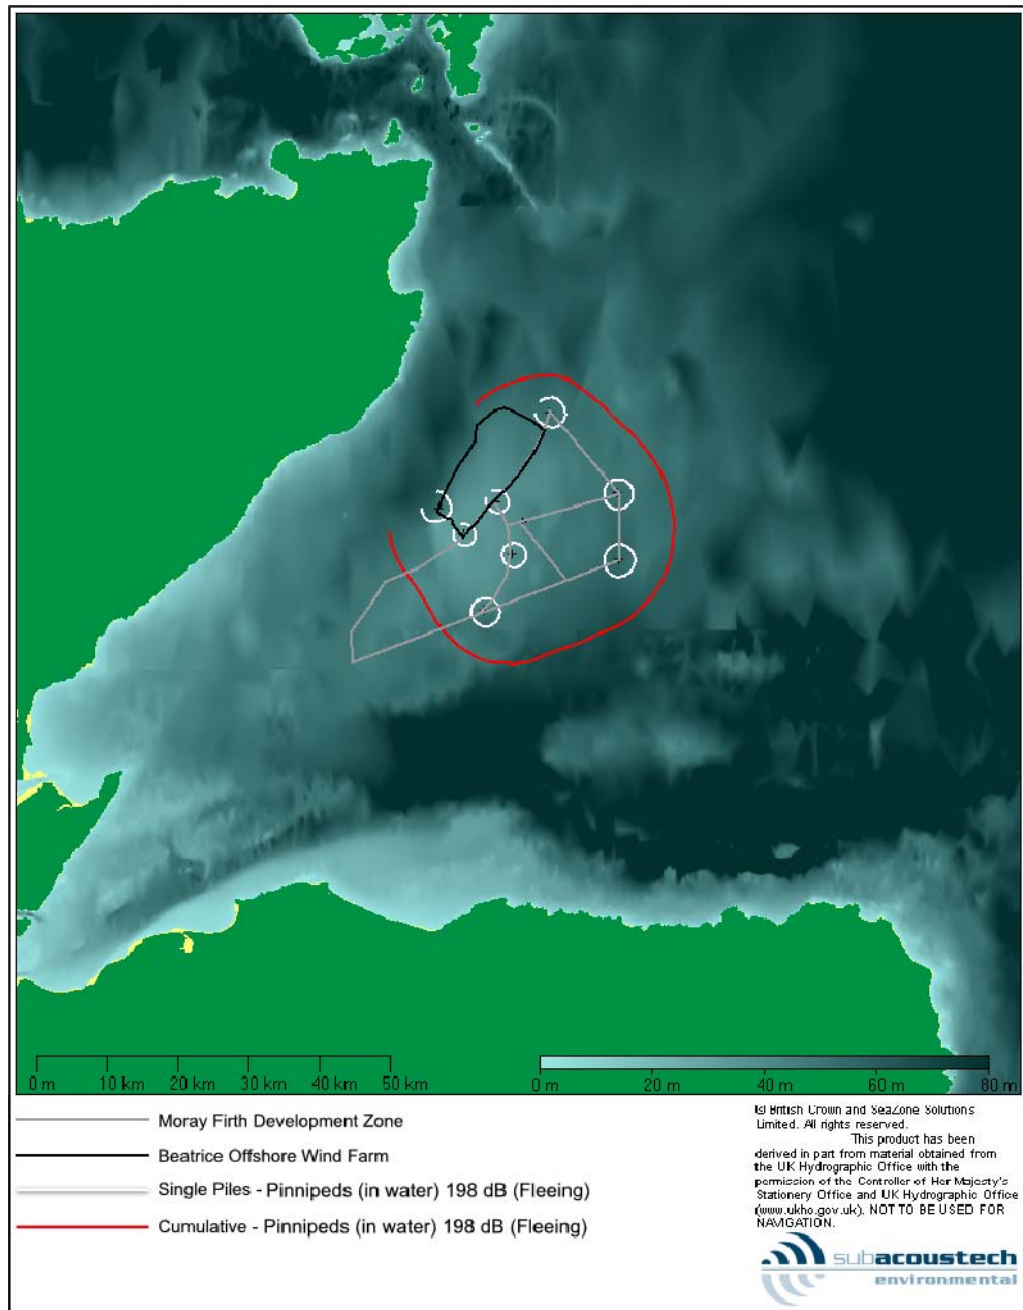 0 m 10 km 20 km 30 km 40 km 50 km
0 m 20 m 40 m 60 m 80 m
Moray Firth Development Zone
Beatrice Offshore Wind Farm
Single Piles - Pinnipeds (in water) 198 dB (Fleeing)
Cumulative - Pinnipeds (in water) 198 dB (Fleeing)
British Crown and SeaZone Solutions
Limited. All rights reserved.
This product has been
derived in part from material obtained from
the UK Hydrographic Office with the
permission of the Controller of Her Majesty's
Stationery Office and UK Hydrographic Office
(www.ukho.gov.uk). NOT TO BE USED FOR
NAVIGATION.
subacoustech
environmental